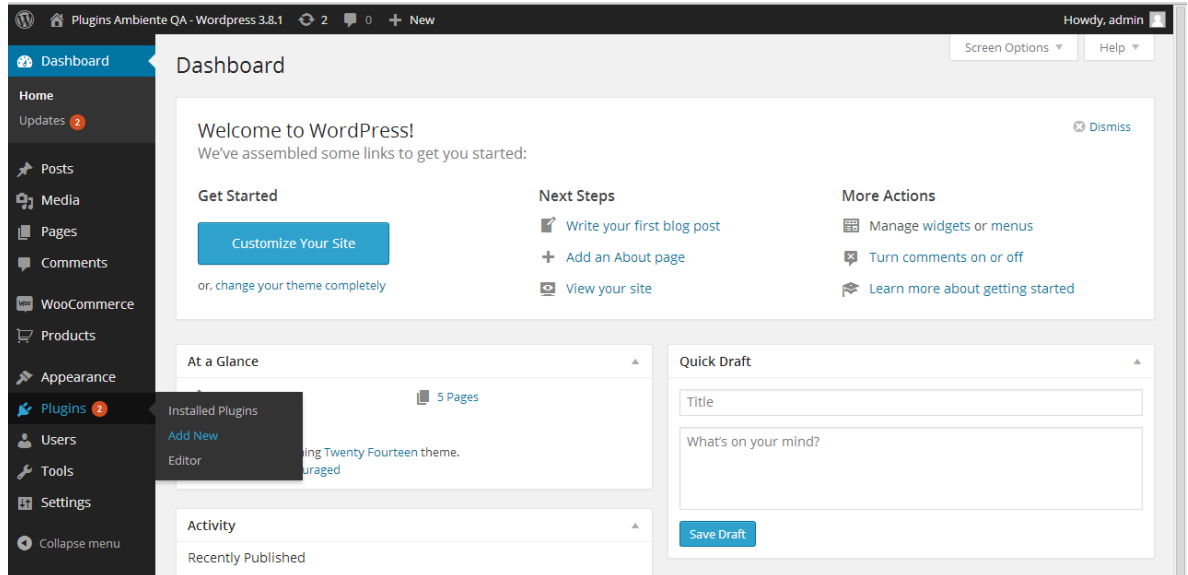 Plugins Ambiente QA - Wordpress 3.8.1 2 0 + New Howdy, admin
Dashboard
Home
Updates 2
Posts
Media
Pages
Comments
WooCommerce
Products
Appearance
Plugins 2
Users
Tools
Settings
Collapse menu
Installed Plugins
Add New
Editor
Screen Options Help
Dashboard
Welcome to WordPress!
Dismiss
We've assembled some links to get you started:
Get Started
Customize Your Site
or, change your theme completely
Next Steps
Write your first blog post
Add an About page
View your site
More Actions
Manage widgets or menus
Turn comments on or off
Learn more about getting started
At a Glance
5 Pages
ing Twenty Fourteen theme.
uraged
Activity
Recently Published
Quick Draft
Title
What's on your mind?
Save Draft